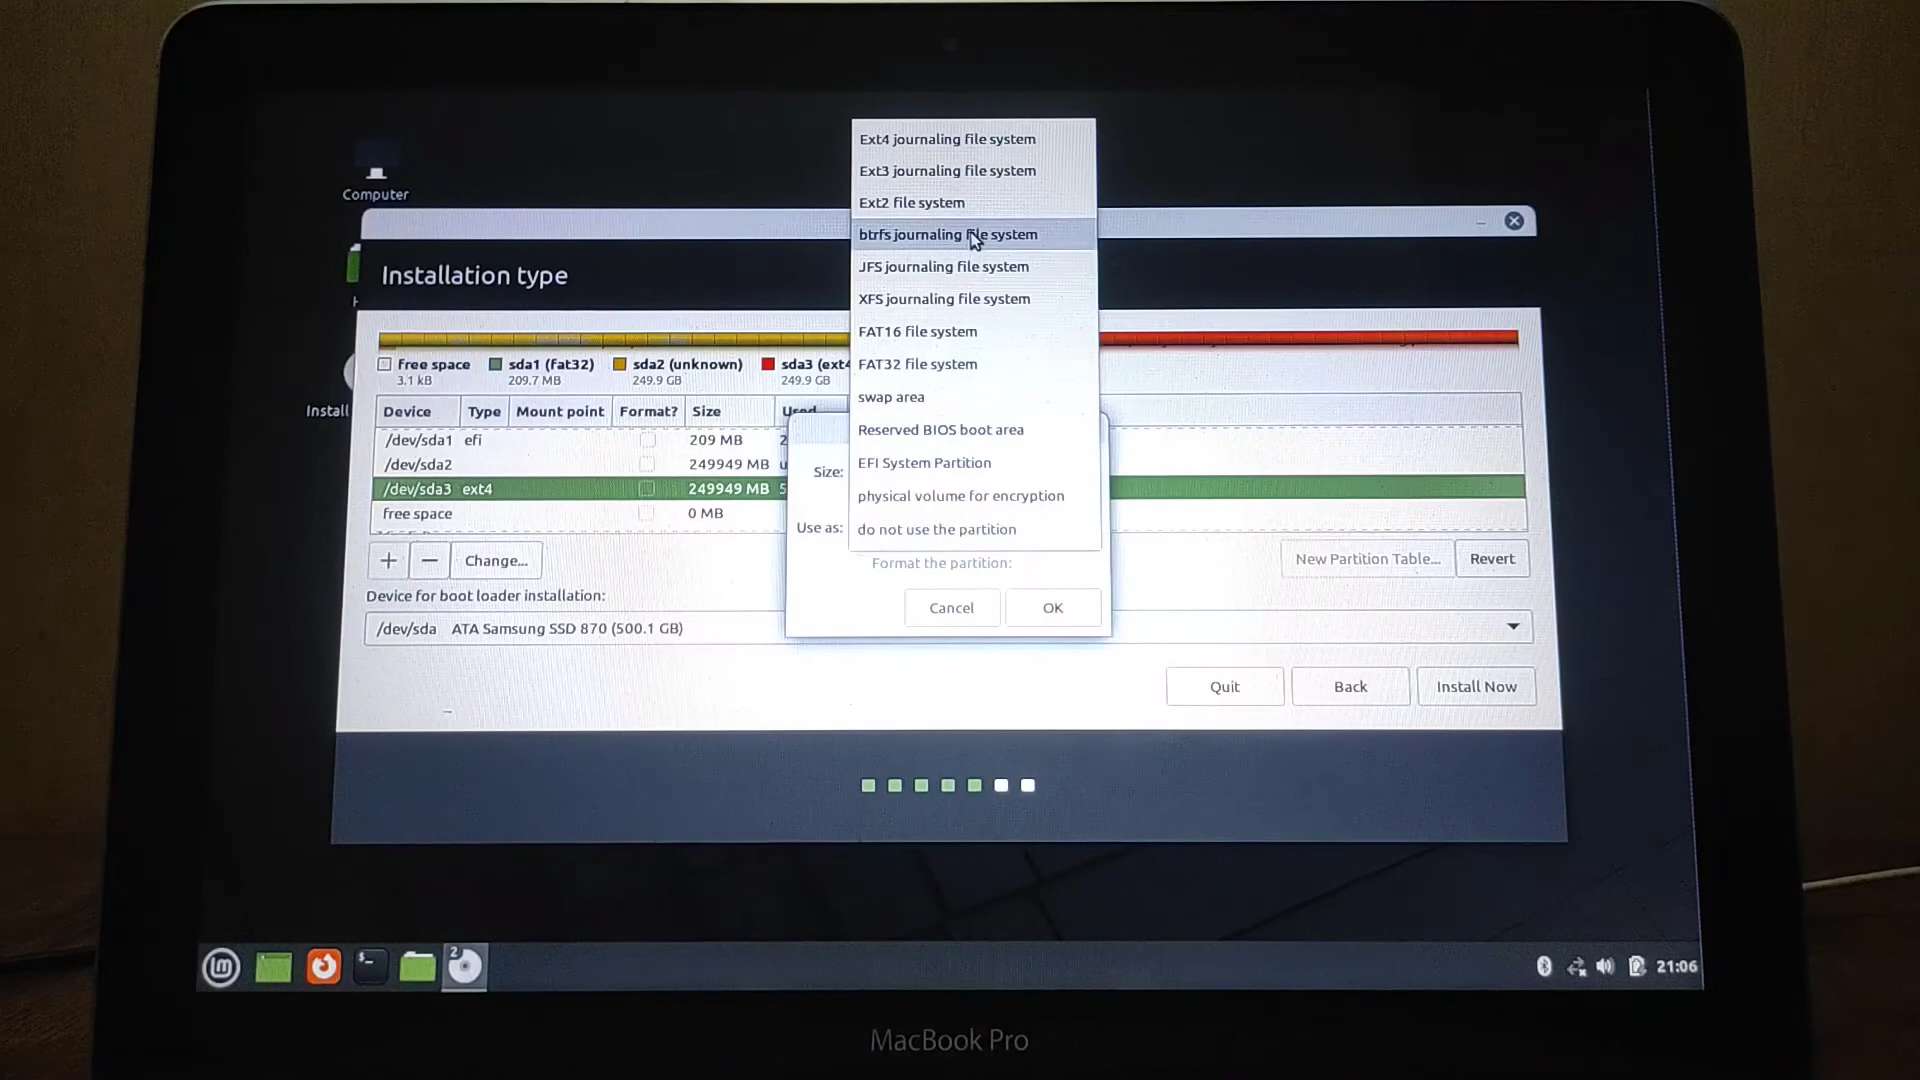 Ext4 journaling file system
Ext3 journaling file system
Ext2 file system
btrfs journaling file system
JFS journaling file system
XFS journaling file system
FAT16 file system
FAT32 file system
swap area
Reserved BIOS boot area
EFI System Partition
physical volume for encryption
do not use the partition
Computer
Install
Installation type
free space sda1 (fat32) sda2 (unknown) sda3 (ext4
3.1 kB 209.7 MB 249.9 GB 249.9 GB
Device Type Mount point Format? Size Used
/dev/sda1 efi 209 MB 2
/dev/sda2 249949 MB u
/dev/sda3 ext4 249949 MB 5
free space 0 MB
Size:
Use as:
Format the partition:
Cancel OK
+ − Change... New Partition Table... Revert
Device for boot loader installation:
/dev/sda ATA Samsung SSD 870 (500.1 GB)
Quit Back Install Now
2
21:06
MacBook Pro